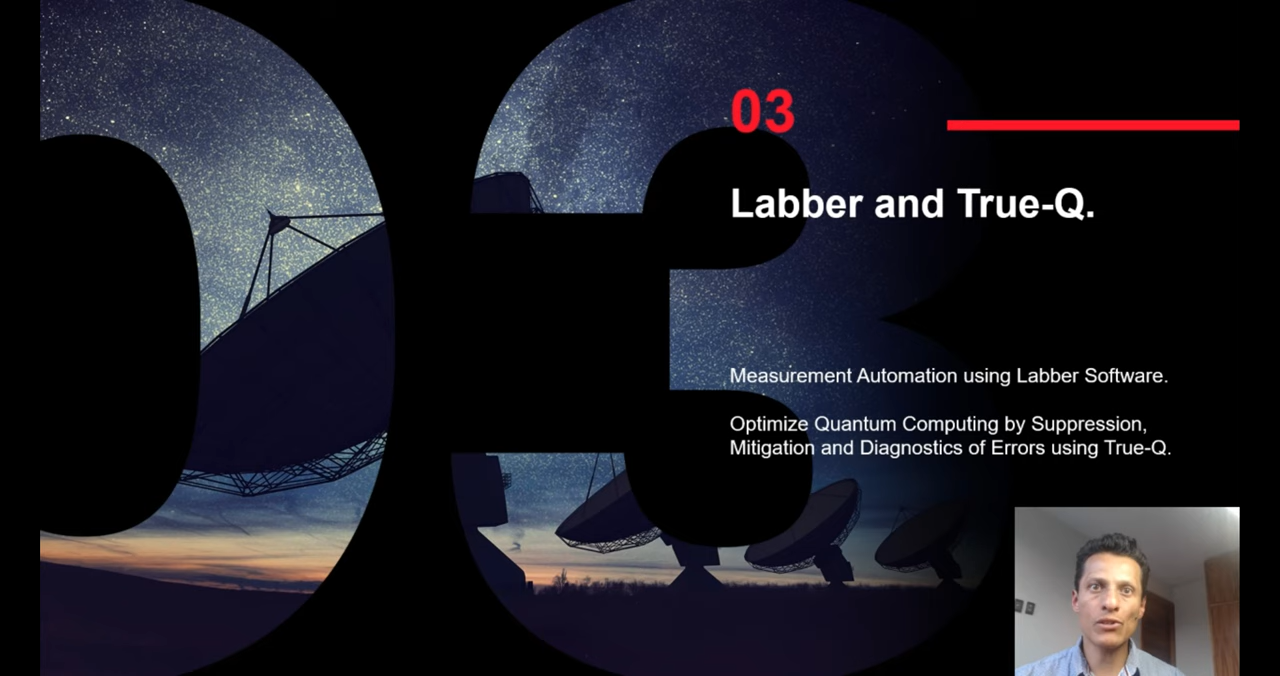 03
Labber and True-Q.
Measurement Automation using Labber Software.
Optimize Quantum Computing by Suppression,
Mitigation and Diagnostics of Errors using True-Q.